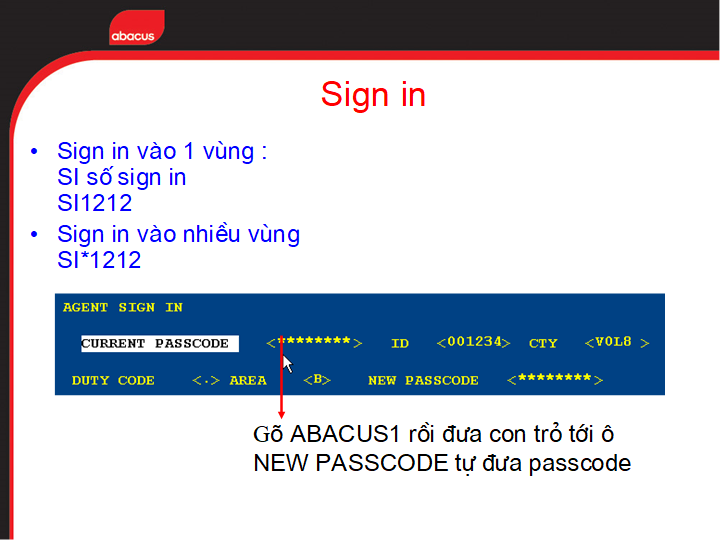 abacus
Sign in
• Sign in vào 1 vùng :
SI số sign in
SI1212
• Sign in vào nhiều vùng
SI*1212
AGENT SIGN IN
CURRENT PASSCODE <********> ID <001234> CTY <V0L8 >
DUTY CODE <.> AREA <B> NEW PASSCODE <********>
Gõ ABACUS1 rồi đưa con trỏ tới ô
NEW PASSCODE tự đưa passcode